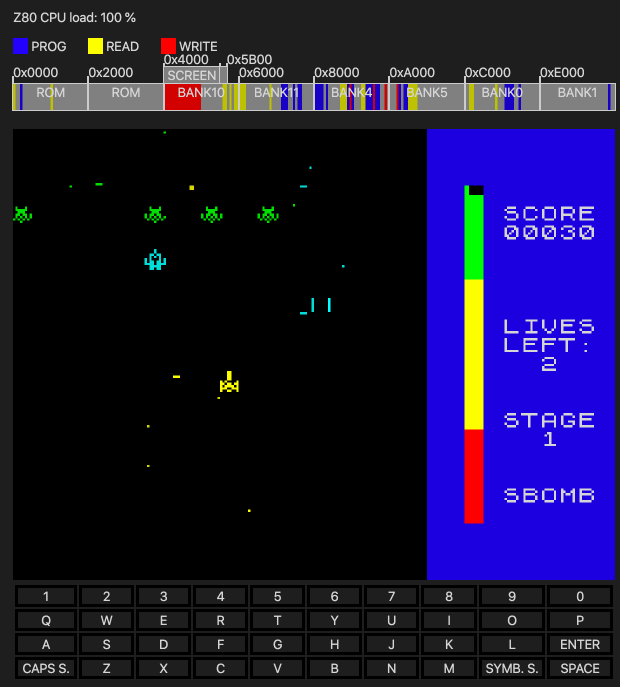 Z80 CPU load: 100 %
PROG READ WRITE
0x4000 0x5B00
0x0000 0x2000 SCREEN 0x6000 0x8000 0xA000 0xC000 0xE000
ROM ROM BANK10 BANK11 BANK4 BANK5 BANK0 BANK1
SCORE
00030
LIVES
LEFT:
2
STAGE
1
SBOMB
1 2 3 4 5 6 7 8 9 0
Q W E R T Y U I O P
A S D F G H J K L ENTER
CAPS S. Z X C V B N M SYMB. S. SPACE